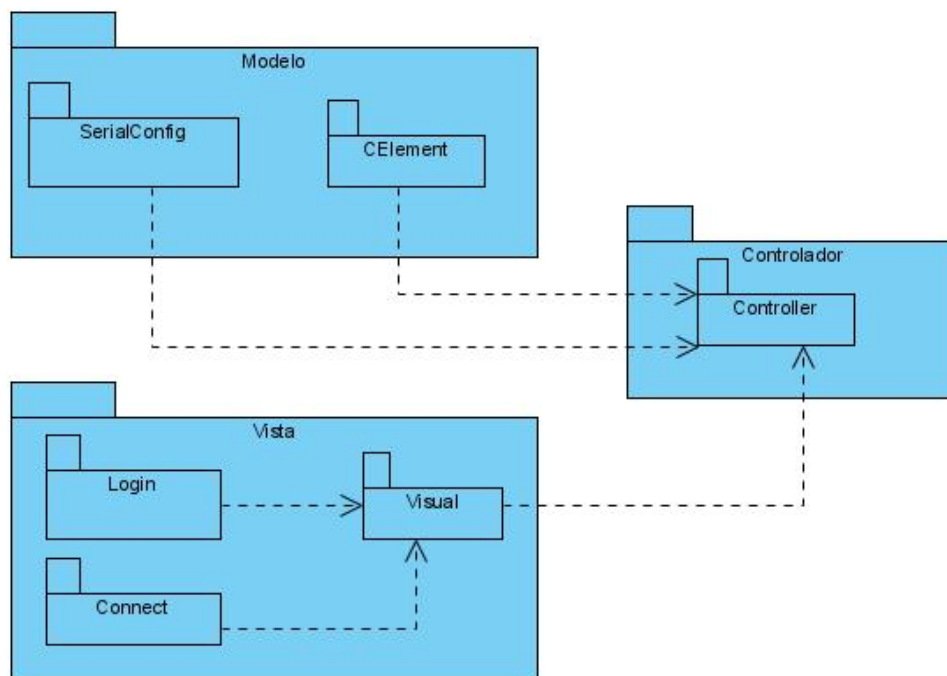 Modelo
SerialConfig
CElement
Controlador
Controller
Vista
Login
Visual
Connect